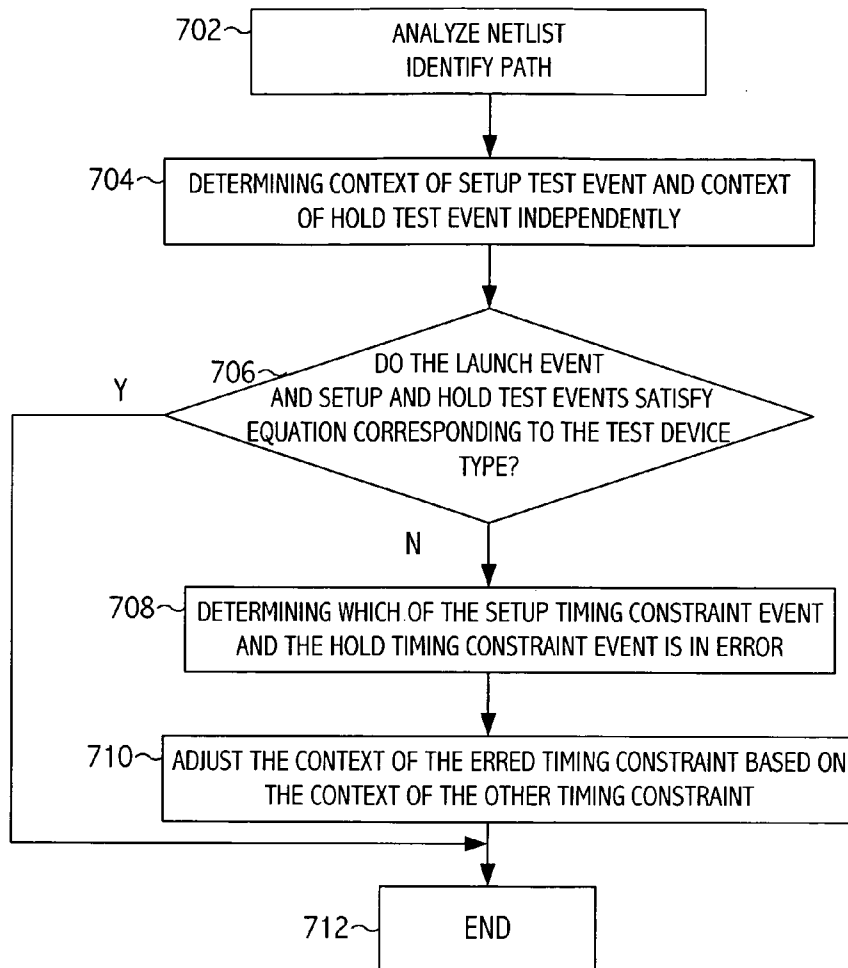 702
ANALYZE NETLIST
IDENTIFY PATH
704
DETERMINING CONTEXT OF SETUP TEST EVENT AND CONTEXT
OF HOLD TEST EVENT INDEPENDENTLY
706
DO THE LAUNCH EVENT
Y
AND SETUP AND HOLD TEST EVENTS SATISFY
EQUATION CORRESPONDING TO THE TEST DEVICE
TYPE?
N
708
DETERMINING WHICH OF THE SETUP TIMING CONSTRAINT EVENT
AND THE HOLD TIMING CONSTRAINT EVENT IS IN ERROR
710
ADJUST THE CONTEXT OF THE ERRED TIMING CONSTRAINT BASED ON
THE CONTEXT OF THE OTHER TIMING CONSTRAINT
712
END